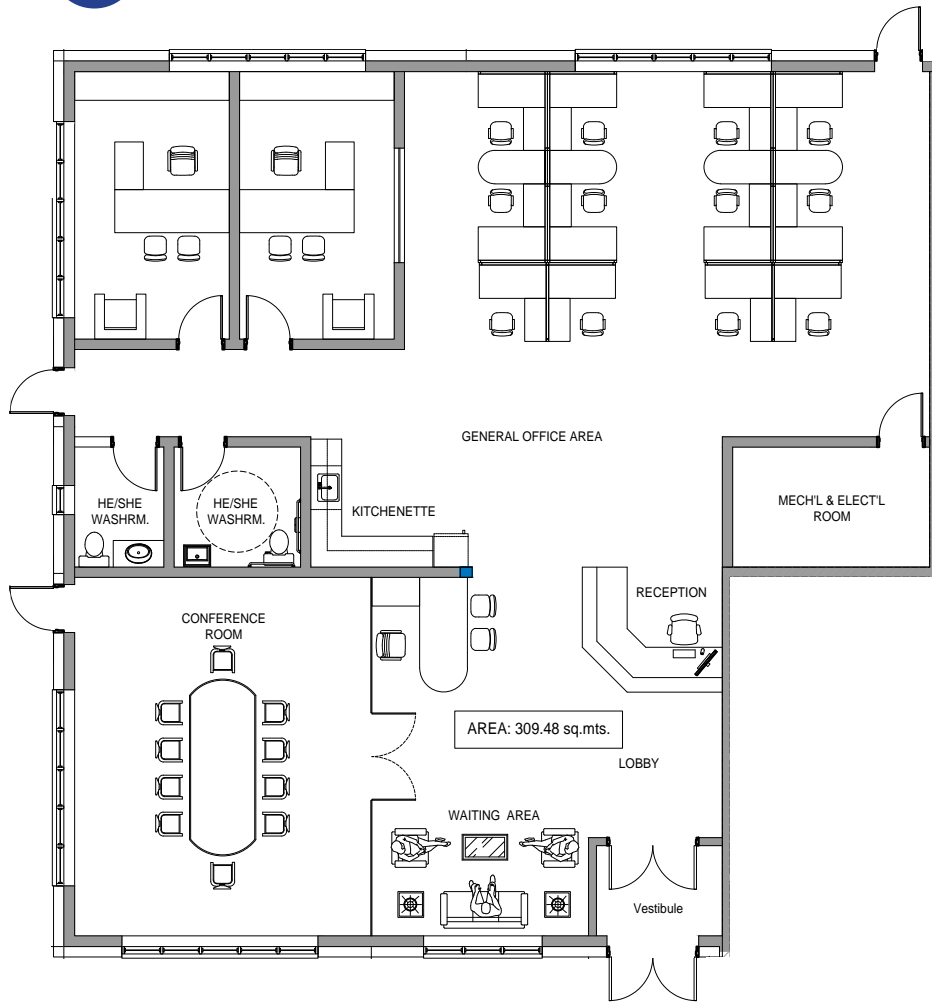 GENERAL OFFICE AREA
HE/SHE
WASHRM.
HE/SHE
WASHRM.
KITCHENETTE
MECH'L & ELECT'L
ROOM
RECEPTION
CONFERENCE
ROOM
AREA: 309.48 sq.mts.
LOBBY
WAITING AREA
Vestibule